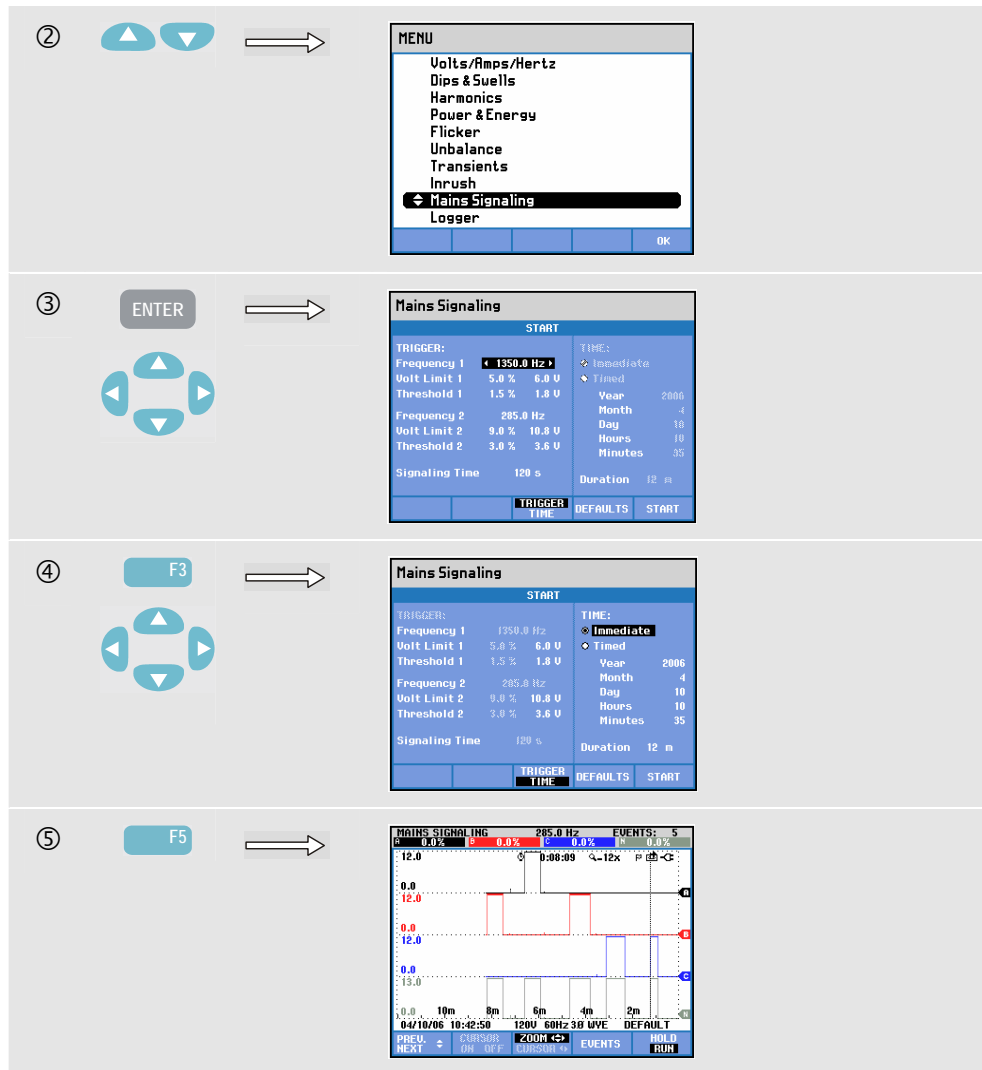 ②
MENU
Volts/Amps/Hertz
Dips & Swells
Harmonics
Power & Energy
Flicker
Unbalance
Transients
Inrush
Mains Signaling
Logger
OK
③ ENTER
Mains Signaling
START
TRIGGER: TIME:
Frequency 1 1350.0 Hz Immediate
Volt Limit 1 5.0 % 6.0 V Timed
Threshold 1 1.5 % 1.8 V Year 2006
Month 4
Frequency 2 285.0 Hz Day 10
Volt Limit 2 9.0 % 10.8 V Hours 10
Threshold 2 3.0 % 3.6 V Minutes 35
Signaling Time 120 s Duration 12 m
TRIGGER TIME DEFAULTS START
④ F3
Mains Signaling
START
TRIGGER: TIME:
Frequency 1 1350.0 Hz Immediate
Volt Limit 1 5.0 % 6.0 V Timed
Threshold 1 1.5 % 1.8 V Year 2006
Month 4
Frequency 2 285.0 Hz Day 10
Volt Limit 2 9.0 % 10.8 V Hours 10
Threshold 2 3.0 % 3.6 V Minutes 35
Signaling Time 120 s Duration 12 m
TRIGGER TIME DEFAULTS START
⑤ F5
MAINS SIGNALING 285.0 Hz EVENTS: 5
A 0.0% B 0.0% C 0.0% N 0.0%
12.0 0:08:09 12x P
0.0 A
12.0
0.0 B
12.0
0.0 C
13.0
0.0 10m 8m 6m 4m 2m N
04/10/06 10:42:50 120V 60Hz 3Ø WYE DEFAULT
PREV. CURSOR ZOOM EVENTS HOLD
NEXT ON OFF CURSOR RUN